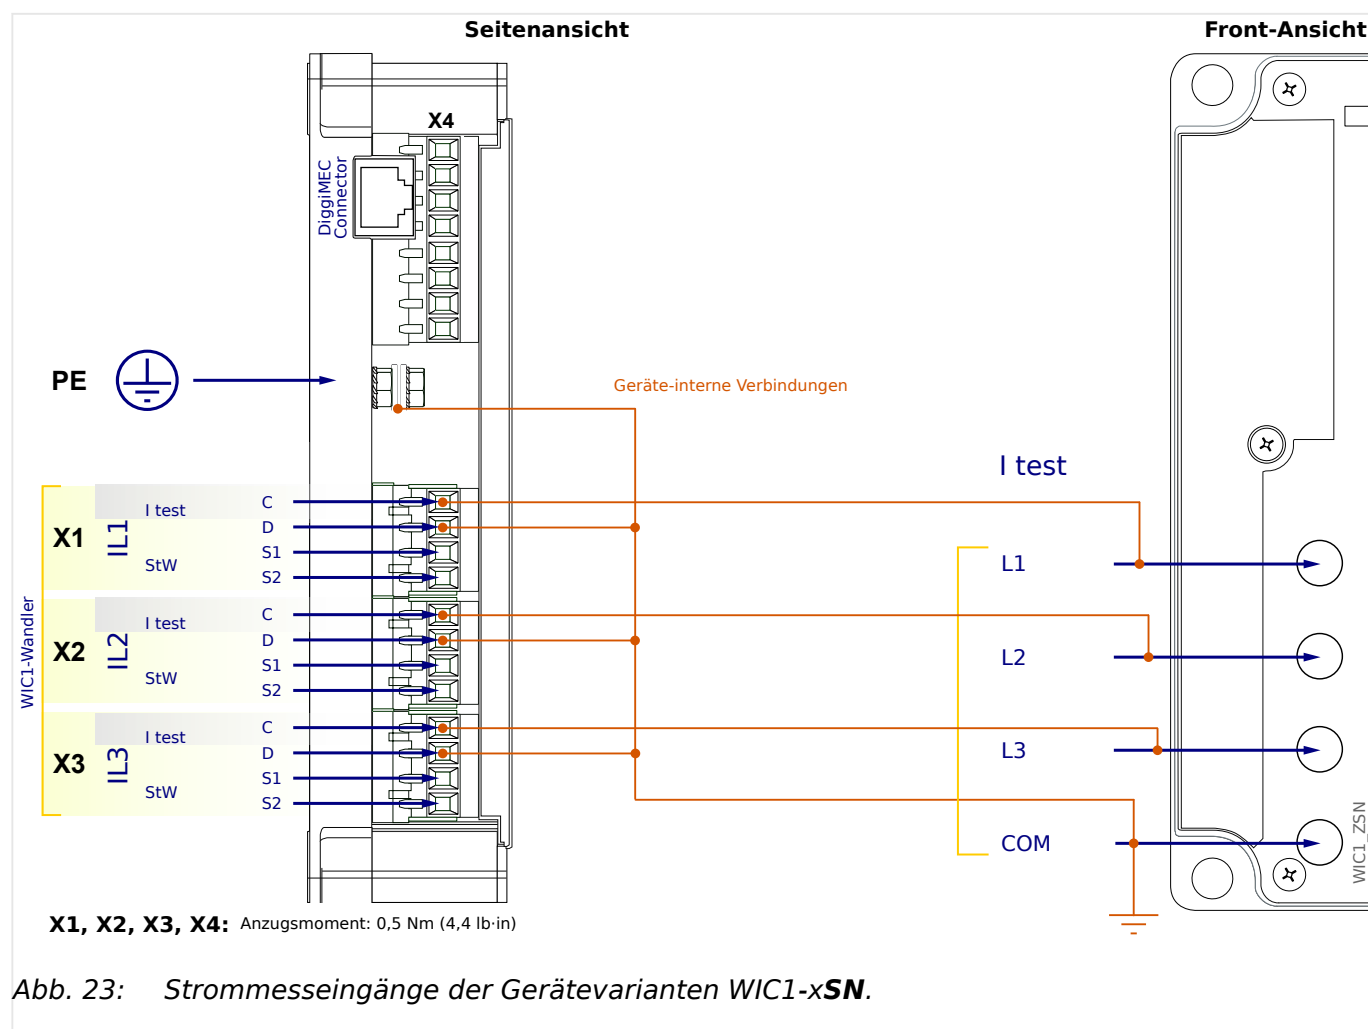 Seitenansicht
Front-Ansicht
X4
DiggiMEC
Connector
PE
Geräte-interne Verbindungen
I test
WIC1-Wandler
X1
IL1
I test
StW
C
D
S1
S2
X2
IL2
I test
StW
C
D
S1
S2
X3
IL3
I test
StW
C
D
S1
S2
L1
L2
L3
COM
WIC1_ZSN
X1, X2, X3, X4: Anzugsmoment: 0,5 Nm (4,4 lb·in)
Abb. 23: Strommesseingänge der Gerätevarianten WIC1-xSN.